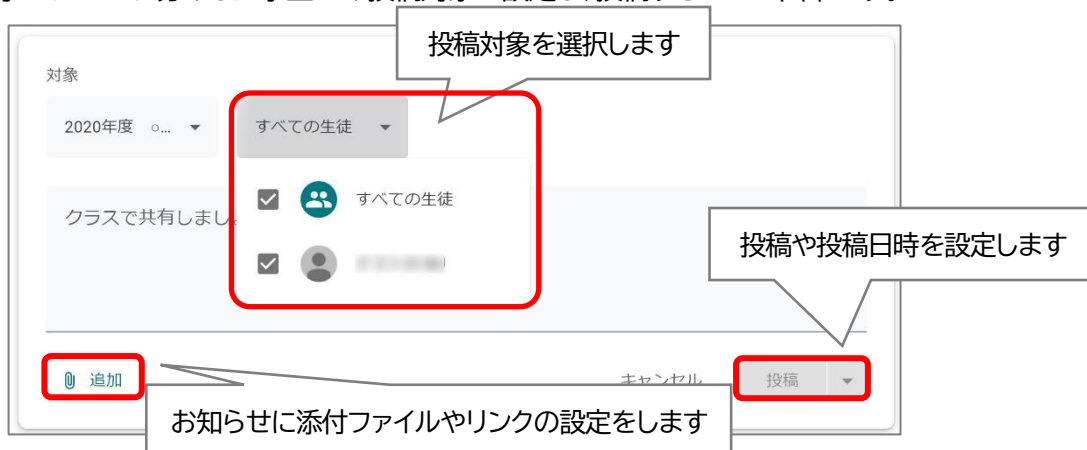 投稿対象を選択します
対象
2020年度 ○...
すべての生徒
すべての生徒
クラスで共有しまし
投稿や投稿日時を設定します
追加
キャンセル
投稿
お知らせに添付ファイルやリンクの設定をします